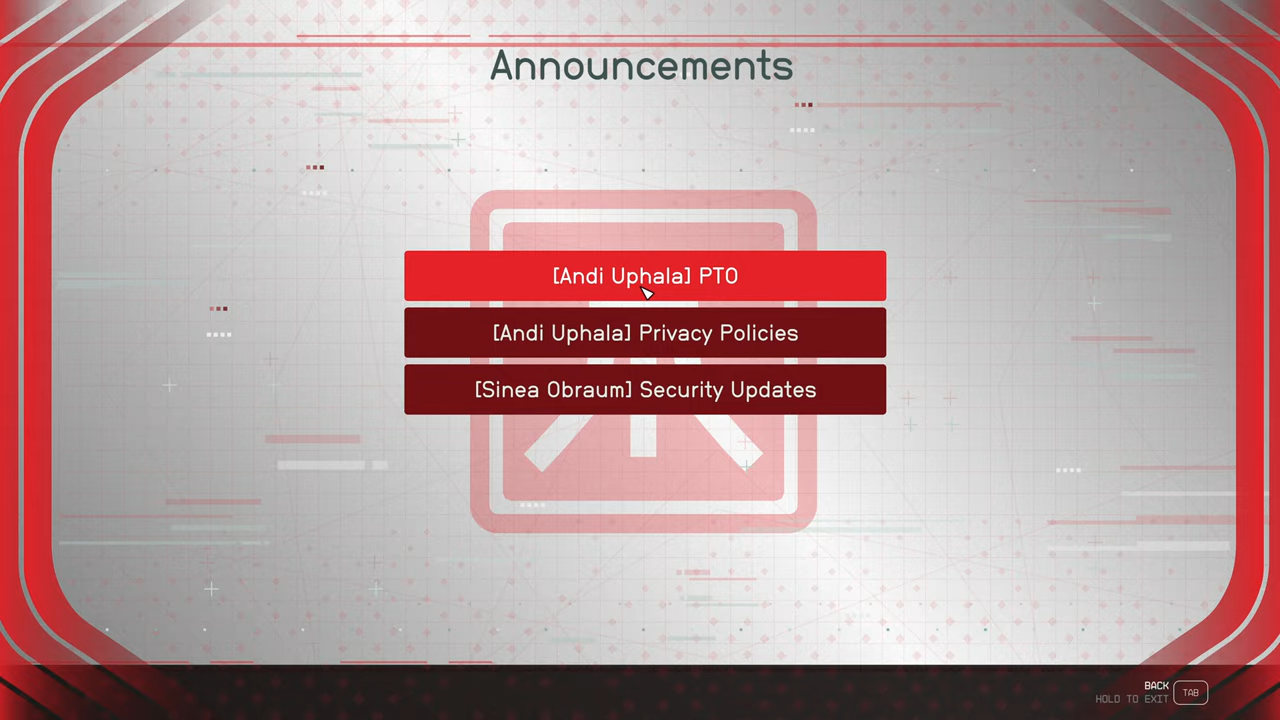 Announcements
[Andi Uphala] PTO
[Andi Uphala] Privacy Policies
[Sinea Obraum] Security Updates
BACK
HOLD TO EXIT
TAB